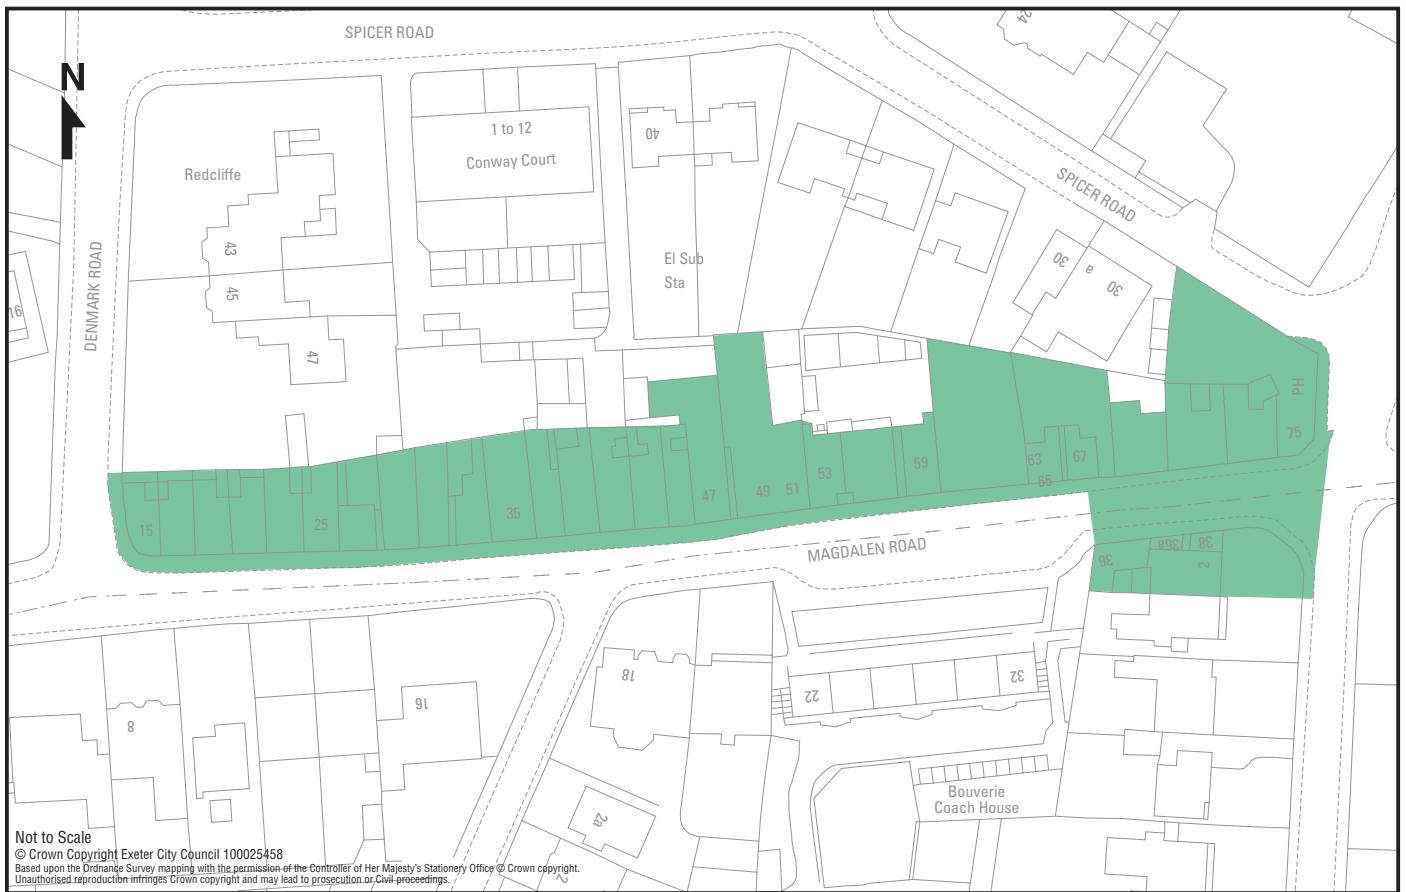 SPICER ROAD
24
N
1 to 12
Conway Court
40
Redcliffe
SPICER ROAD
43
El Sub
Sta
30
a
30
DENMARK ROAD
45
16
47
PH
75
15
25
35
47
49
51
53
59
63
65
67
MAGDALEN ROAD
36
36a
38
2
18
22
32
16
8
Bouverie
Coach House
2a
2
Not to Scale
© Crown Copyright Exeter City Council 100025458
Based upon the Ordnance Survey mapping with the permission of the Controller of Her Majesty's Stationery Office @ Crown copyright.
Unauthorised reproduction infringes Crown copyright and may lead to prosecution or Civil proceedings.